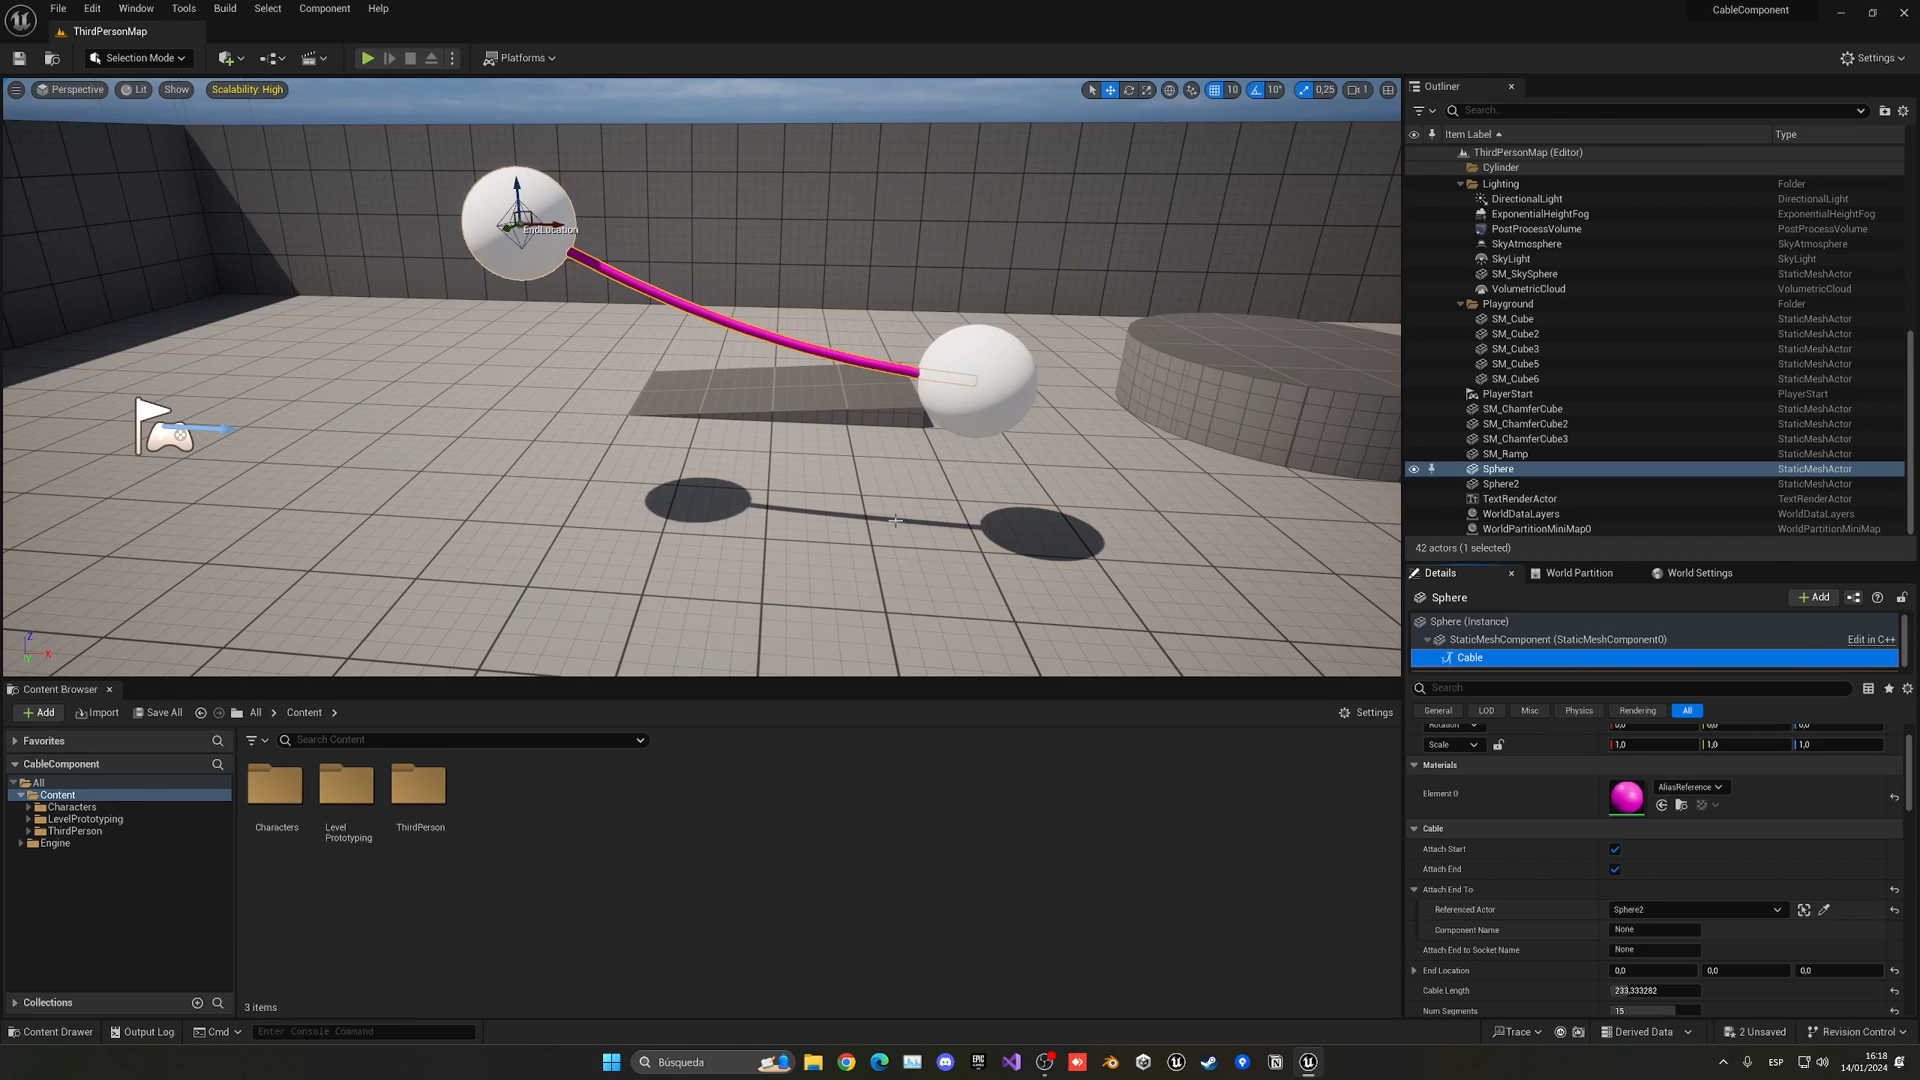 File Edit Window Tools Build Select Component Help
CableComponent
ThirdPersonMap
Selection Mode
Platforms
Settings
Perspective Lit Show Scalability: High
10 10° 0,25 1
EndLocation
Z
X
Y
Outliner
Search...
Item Label Type
ThirdPersonMap (Editor)
Cylinder
Lighting Folder
DirectionalLight DirectionalLight
ExponentialHeightFog ExponentialHeightFog
PostProcessVolume PostProcessVolume
SkyAtmosphere SkyAtmosphere
SkyLight SkyLight
SM_SkySphere StaticMeshActor
VolumetricCloud VolumetricCloud
Playground Folder
SM_Cube StaticMeshActor
SM_Cube2 StaticMeshActor
SM_Cube3 StaticMeshActor
SM_Cube5 StaticMeshActor
SM_Cube6 StaticMeshActor
PlayerStart PlayerStart
SM_ChamferCube StaticMeshActor
SM_ChamferCube2 StaticMeshActor
SM_ChamferCube3 StaticMeshActor
SM_Ramp StaticMeshActor
Sphere StaticMeshActor
Sphere2 StaticMeshActor
TextRenderActor TextRenderActor
WorldDataLayers WorldDataLayers
WorldPartitionMiniMap0 WorldPartitionMiniMap
42 actors (1 selected)
Details World Partition World Settings
Sphere
Add
Sphere (Instance)
StaticMeshComponent (StaticMeshComponent0) Edit in C++
Cable
Search
General LOD Misc Physics Rendering All
Rotation 0,0 0,0 0,0
Scale 1,0 1,0 1,0
Materials
Element 0 AliasReference
Cable
Attach Start
Attach End
Attach End To
Referenced Actor Sphere2
Component Name None
Attach End to Socket Name None
End Location 0,0 0,0 0,0
Cable Length 233,333282
Num Segments 15
Content Browser
Add Import Save All All Content Settings
Favorites
Search Content
CableComponent
All
Content
Characters
LevelPrototyping
ThirdPerson
Engine
Characters
Level
Prototyping
ThirdPerson
Collections
3 items
Content Drawer Output Log Cmd Enter Console Command
Trace Derived Data 2 Unsaved Revision Control
Búsqueda
EPIC
ESP
16:18
14/01/2024